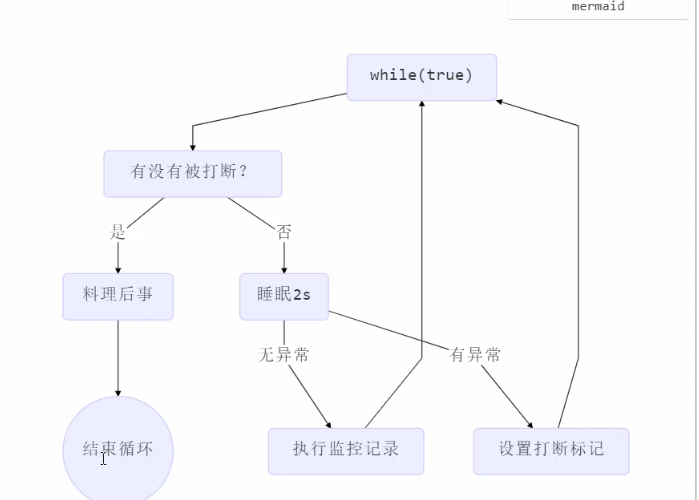 mermaid
while(true)
有没有被打断?
是
否
料理后事
睡眠2s
无异常
有异常
结束循环
执行监控记录
设置打断标记